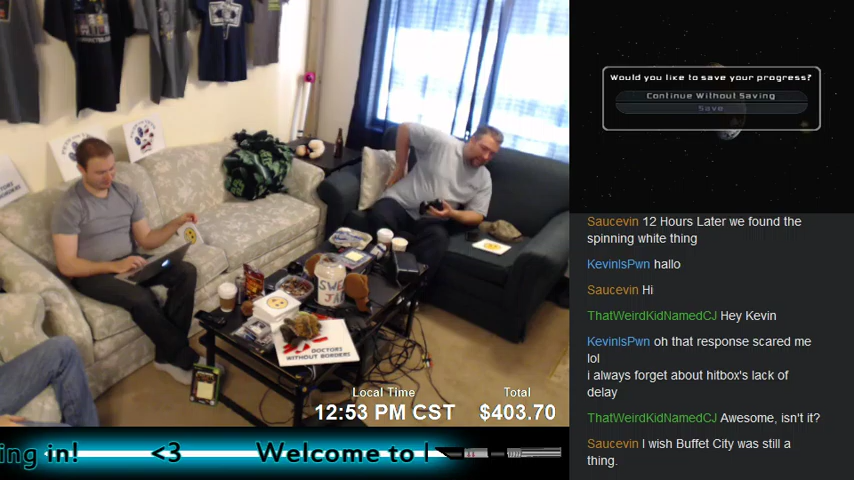 Would you like to save your progress?
Continue Without Saving
Save
Saucevin 12 Hours Later we found the
spinning white thing
KevinIsPwn hallo
Saucevin Hi
ThatWeirdKidNamedCJ Hey Kevin
KevinIsPwn oh that response scared me
lol
i always forget about hitbox's lack of
delay
ThatWeirdKidNamedCJ Awesome, isn't it?
Saucevin I wish Buffet City was still a
thing.
SWEAR
JAR
DOCTORS
WITHOUT BORDERS
Local Time
Total
12:53 PM CST
$403.70
ing in!
<3
Welcome to